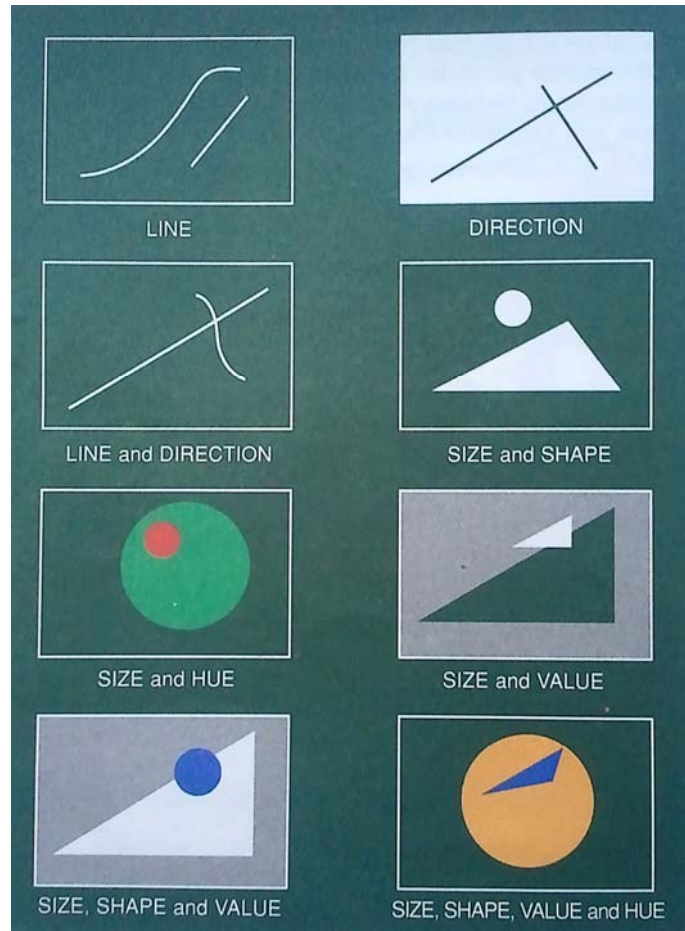 LINE
DIRECTION
LINE and DIRECTION
SIZE and SHAPE
SIZE and HUE
SIZE and VALUE
SIZE, SHAPE and VALUE
SIZE, SHAPE, VALUE and HUE